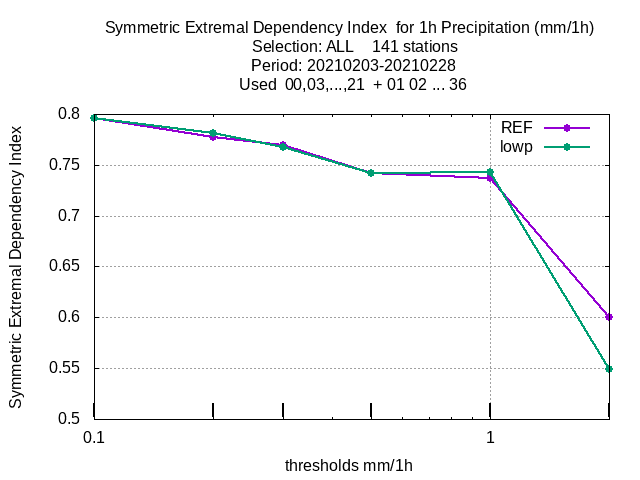 Symmetric Extremal Dependency Index  for 1h Precipitation (mm/1h)
Selection: ALL    141 stations
Period: 20210203-20210228
Used  00,03,...,21  + 01 02 ... 36
REF
lowp
0.8
0.75
0.7
0.65
0.6
0.55
0.5
Symmetric Extremal Dependency Index
0.1 1
thresholds mm/1h